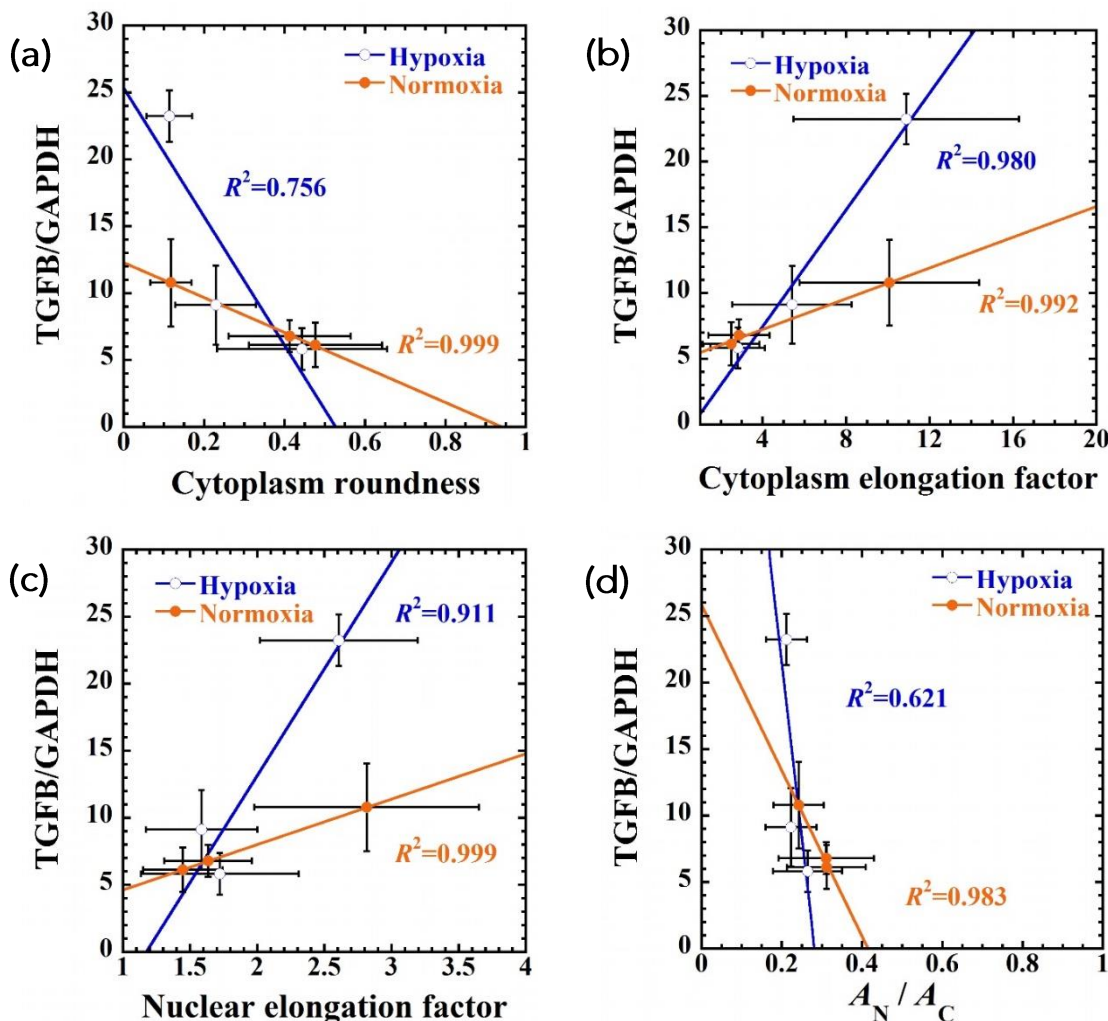 (a)
30
25
20
15
10
5
0
TGFB/GAPDH
Hypoxia
Normoxia
R²=0.756
R²=0.999
0 0.2 0.4 0.6 0.8 1
Cytoplasm roundness
(b)
30
25
20
15
10
5
0
TGFB/GAPDH
Hypoxia
Normoxia
R²=0.980
R²=0.992
4 8 12 16 20
Cytoplasm elongation factor
(c)
30
25
20
15
10
5
0
TGFB/GAPDH
Hypoxia
Normoxia
R²=0.911
R²=0.999
1 1.5 2 2.5 3 3.5 4
Nuclear elongation factor
(d)
30
25
20
15
10
5
0
TGFB/GAPDH
Hypoxia
Normoxia
R²=0.621
R²=0.983
0 0.2 0.4 0.6 0.8 1
A_N / A_C